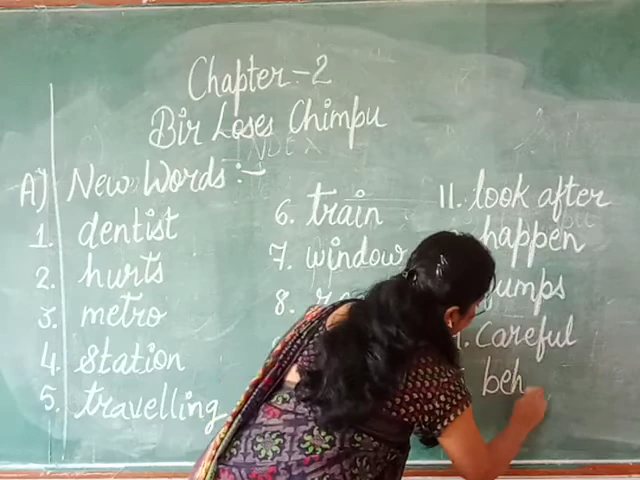 Chapter-2
Bir Loses Chimpu
INDEX
A) New Words:-
1. dentist
2. hurts
3. metro
4. station
5. travelling
6. train
7. window
8.
11. look after
happen
careful
beh